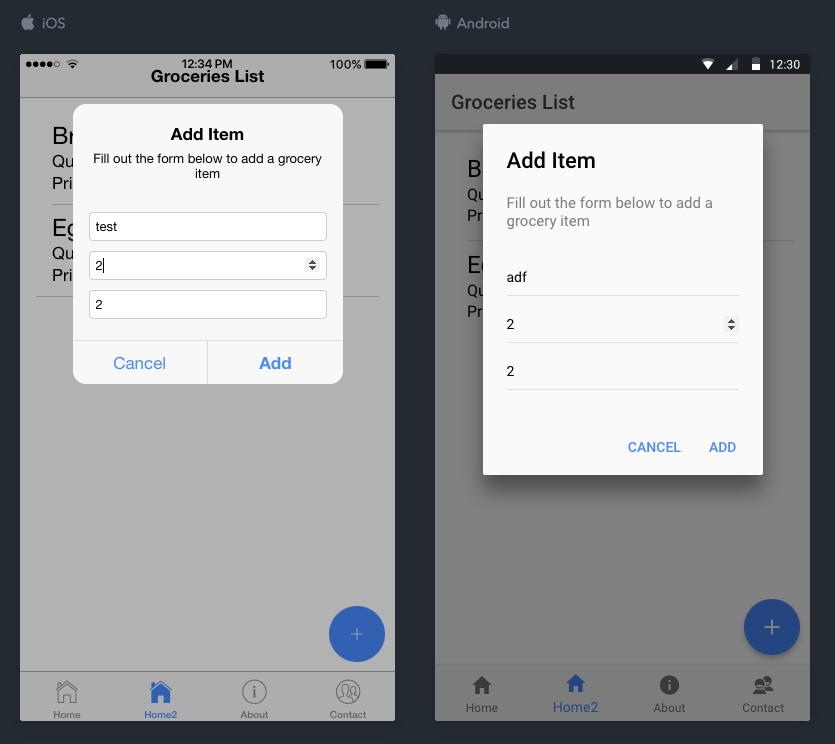 iOS
12:34 PM
100%
Groceries List
Br
Qu
Pri
Eg
Qu
Pri
Add Item
Fill out the form below to add a grocery
item
test
2
2
Cancel
Add
Home
Home2
About
Contact
Android
12:30
Groceries List
B
Qu
Pr
E
Qu
Pr
Add Item
Fill out the form below to add a
grocery item
adf
2
2
CANCEL
ADD
Home
Home2
About
Contact